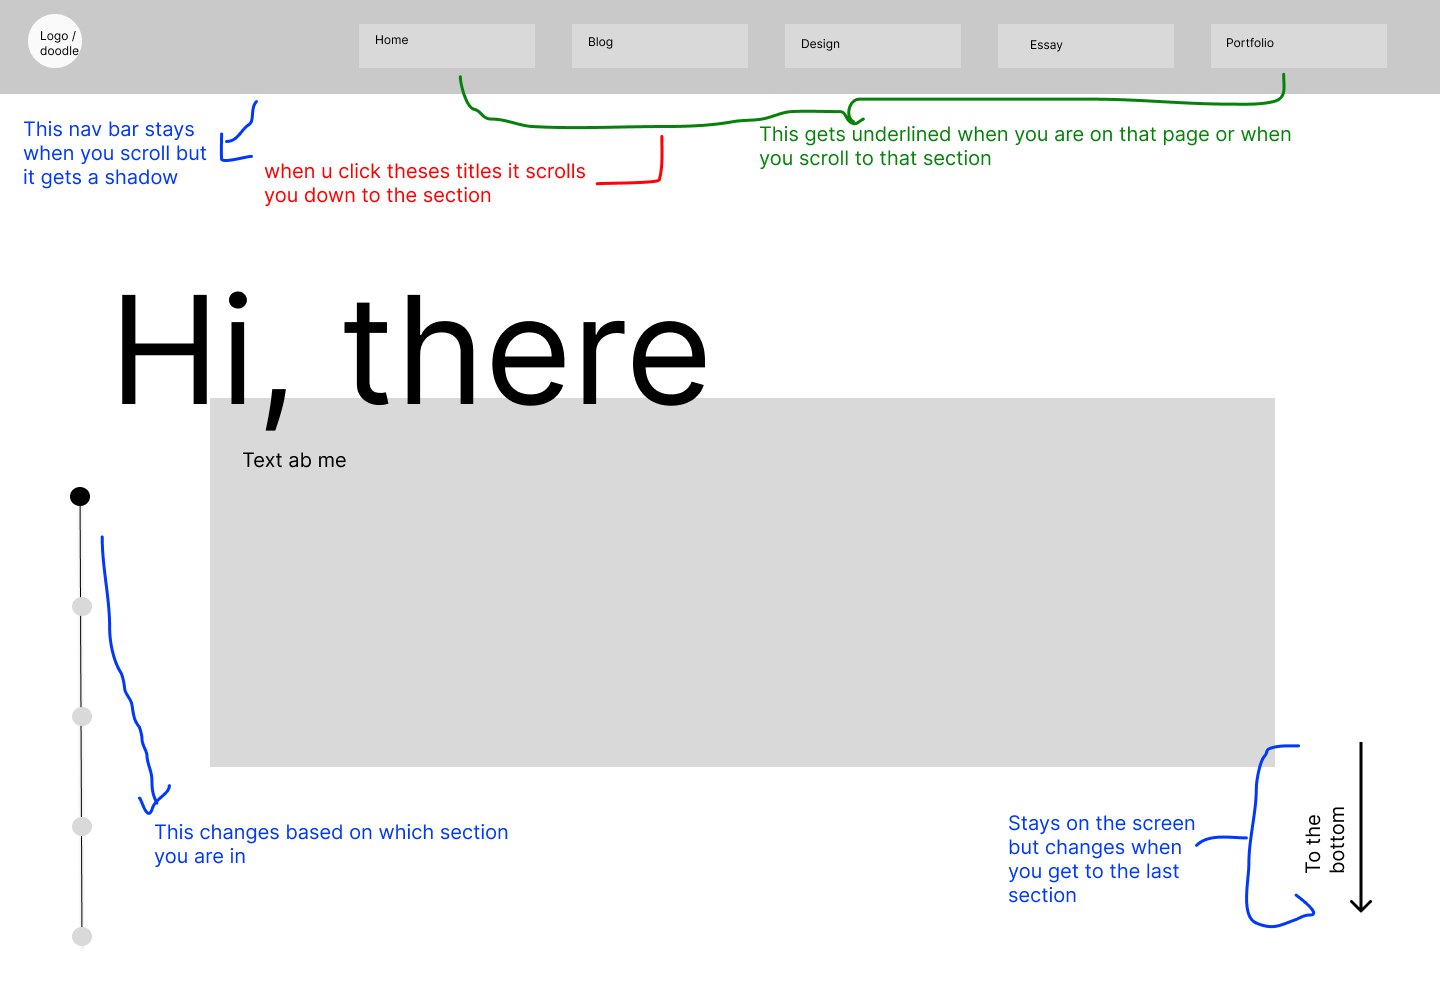 Logo /
doodle
Home
Blog
Design
Essay
Portfolio
This nav bar stays
when you scroll but
it gets a shadow
when u click theses titles it scrolls
you down to the section
This gets underlined when you are on that page or when
you scroll to that section
Hi, there
Text ab me
This changes based on which section
you are in
Stays on the screen
but changes when
you get to the last
section
To the
bottom